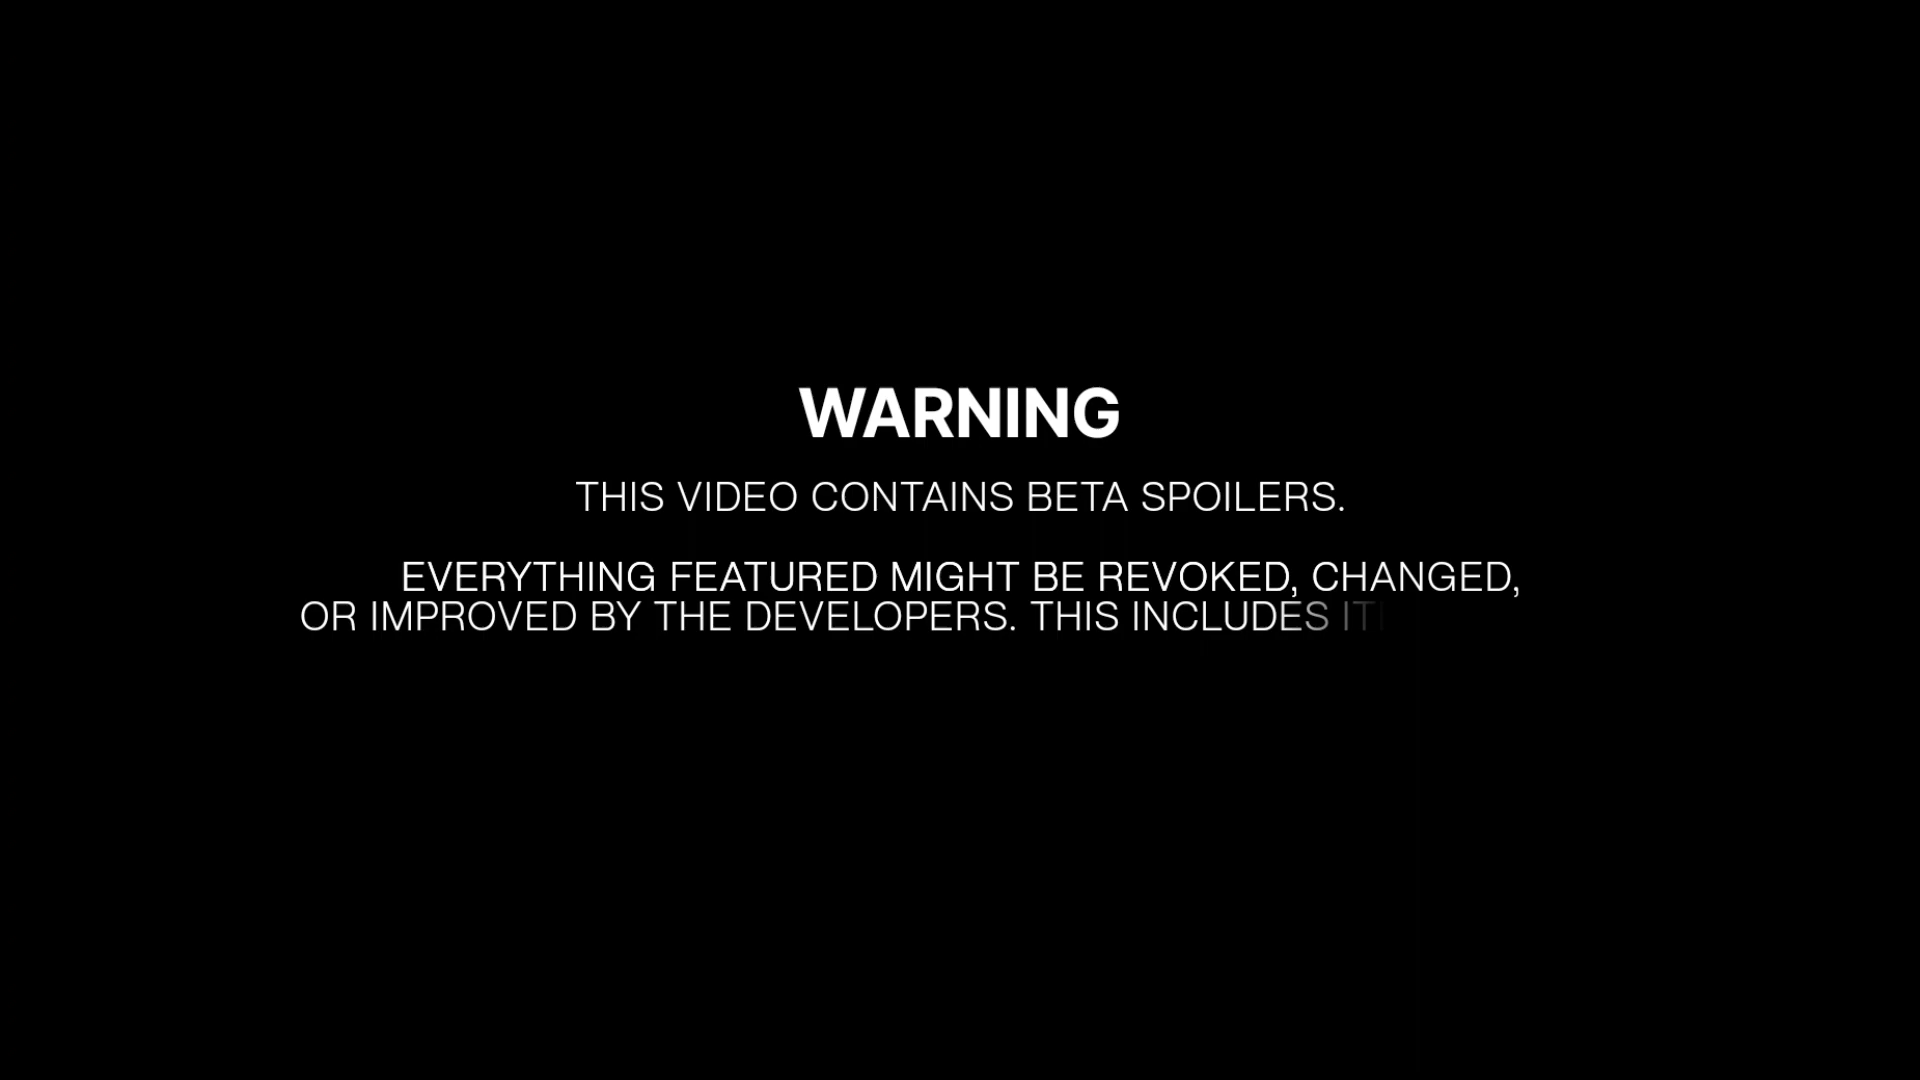 WARNING
THIS VIDEO CONTAINS BETA SPOILERS.
EVERYTHING FEATURED MIGHT BE REVOKED, CHANGED,
OR IMPROVED BY THE DEVELOPERS. THIS INCLUDES